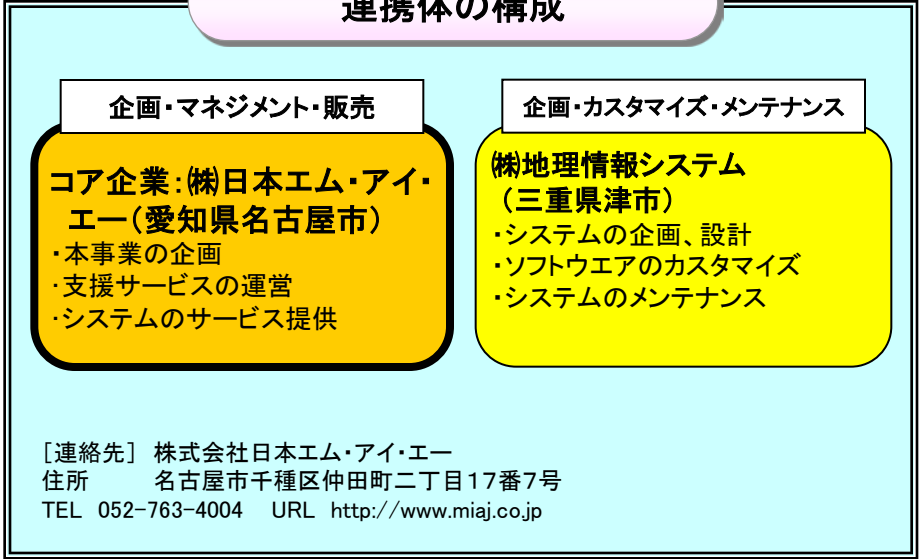 連携体の構成
企画・マネジメント・販売
コア企業：㈱日本エム・アイ・
エー（愛知県名古屋市）
・本事業の企画
・支援サービスの運営
・システムのサービス提供
企画・カスタマイズ・メンテナンス
㈱地理情報システム
（三重県津市）
・システムの企画、設計
・ソフトウエアのカスタマイズ
・システムのメンテナンス
［連絡先］ 株式会社日本エム・アイ・エー
住所　　　名古屋市千種区仲田町二丁目１７番７号
TEL 052-763-4004　URL http://www.miaj.co.jp